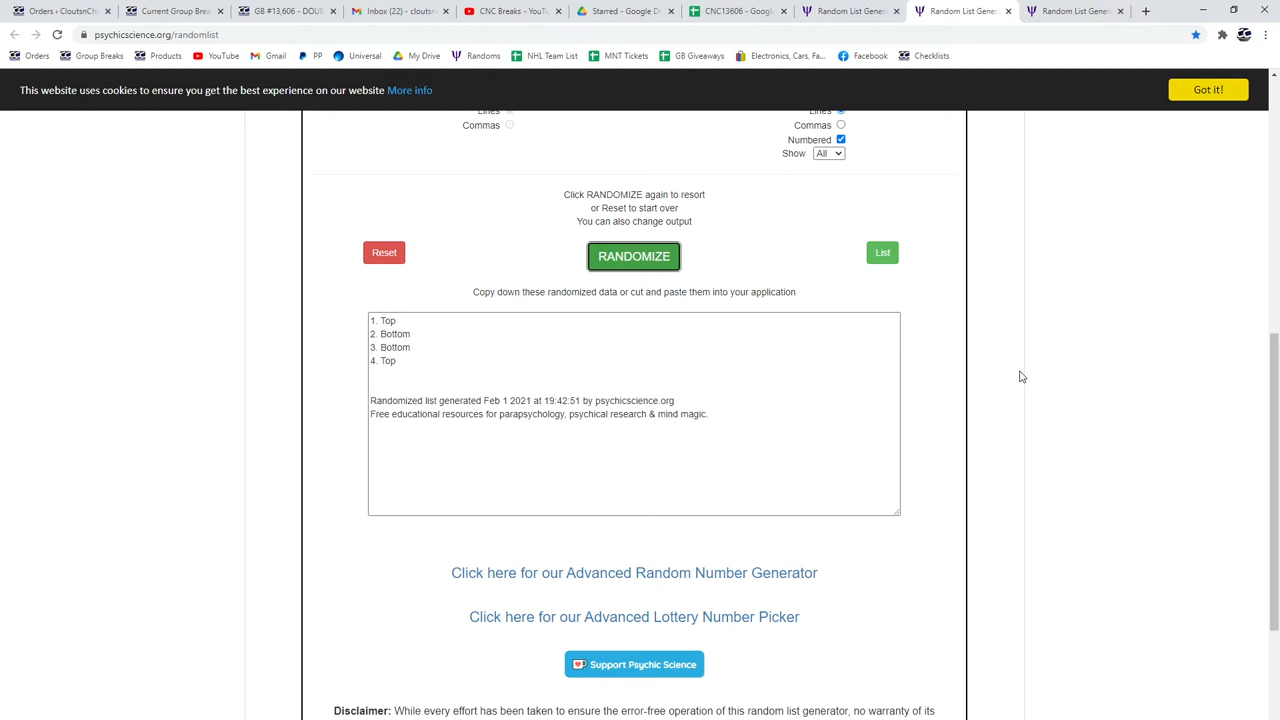 Orders ‹ CloutsnCh
Current Group Brea
GB #13,606 - DOUB
Inbox (22) - cloutsn
CNC Breaks - YouTu
Starred - Google D
CNC13606 - Google
Random List Genera
Random List Genera
Random List Genera
psychicscience.org/randomlist
Orders
Group Breaks
Products
YouTube
Gmail
PP
Universal
My Drive
Randoms
NHL Team List
MNT Tickets
GB Giveaways
Electronics, Cars, Fa...
Facebook
Checklists
This website uses cookies to ensure you get the best experience on our website More info
Got it!
Lines
Lines
Commas
Commas
Numbered
Show All
Click RANDOMIZE again to resort
or Reset to start over
You can also change output
Reset
RANDOMIZE
List
Copy down these randomized data or cut and paste them into your application
1. Top
2. Bottom
3. Bottom
4. Top
Randomized list generated Feb 1 2021 at 19:42:51 by psychicscience.org
Free educational resources for parapsychology, psychical research & mind magic.
Click here for our Advanced Random Number Generator
Click here for our Advanced Lottery Number Picker
Support Psychic Science
Disclaimer: While every effort has been taken to ensure the error-free operation of this random list generator, no warranty of its